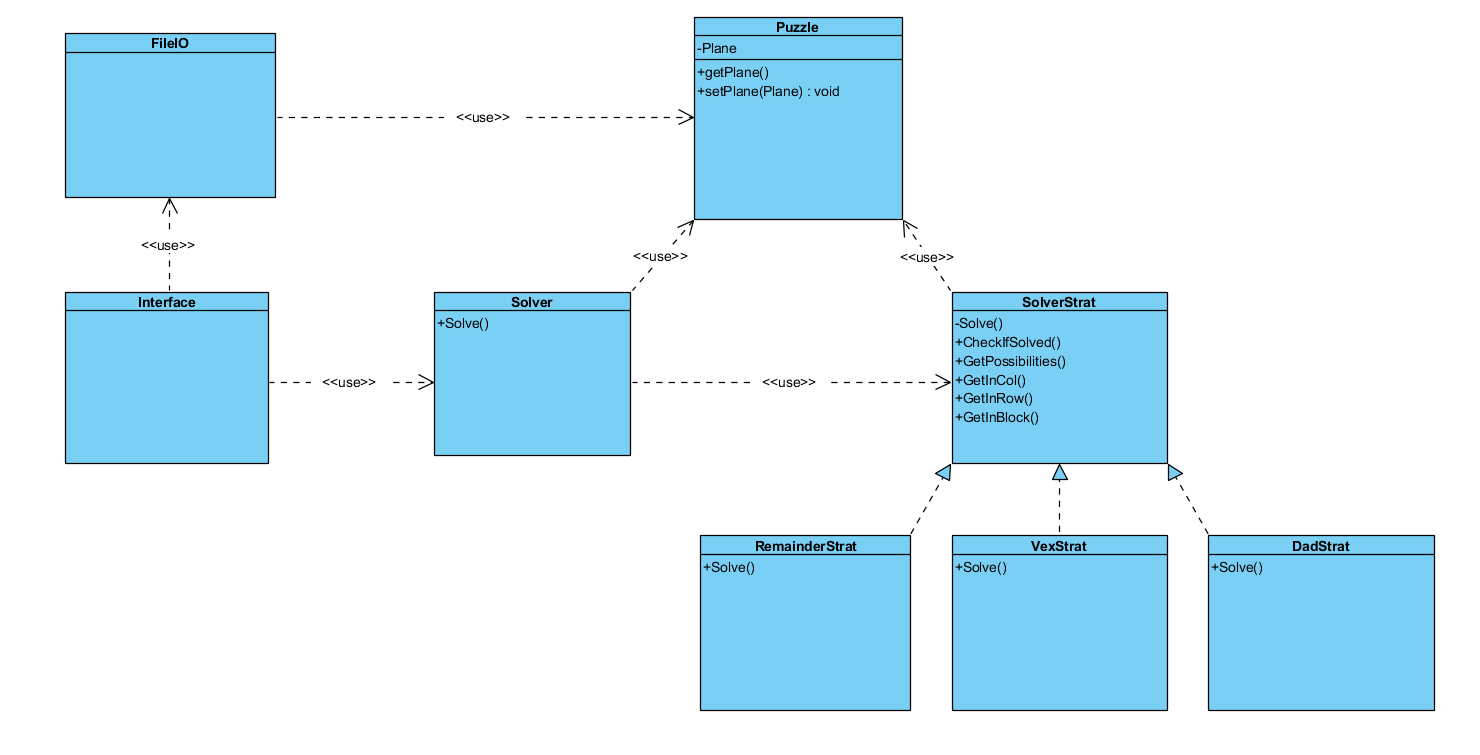 FileIO
Puzzle
-Plane
+getPlane()
+setPlane(Plane) : void
<<use>>
<<use>>
<<use>>
<<use>>
Interface
Solver
+Solve()
SolverStrat
-Solve()
+CheckIfSolved()
+GetPossibilities()
+GetInCol()
+GetInRow()
+GetInBlock()
<<use>>
<<use>>
RemainderStrat
+Solve()
VexStrat
+Solve()
DadStrat
+Solve()